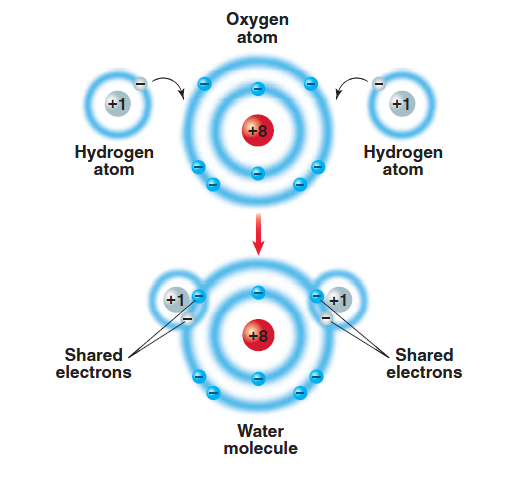 Oxygen
atom
+1
+8
+1
Hydrogen
atom
Hydrogen
atom
+1
+1
+8
Shared
electrons
Shared
electrons
Water
molecule